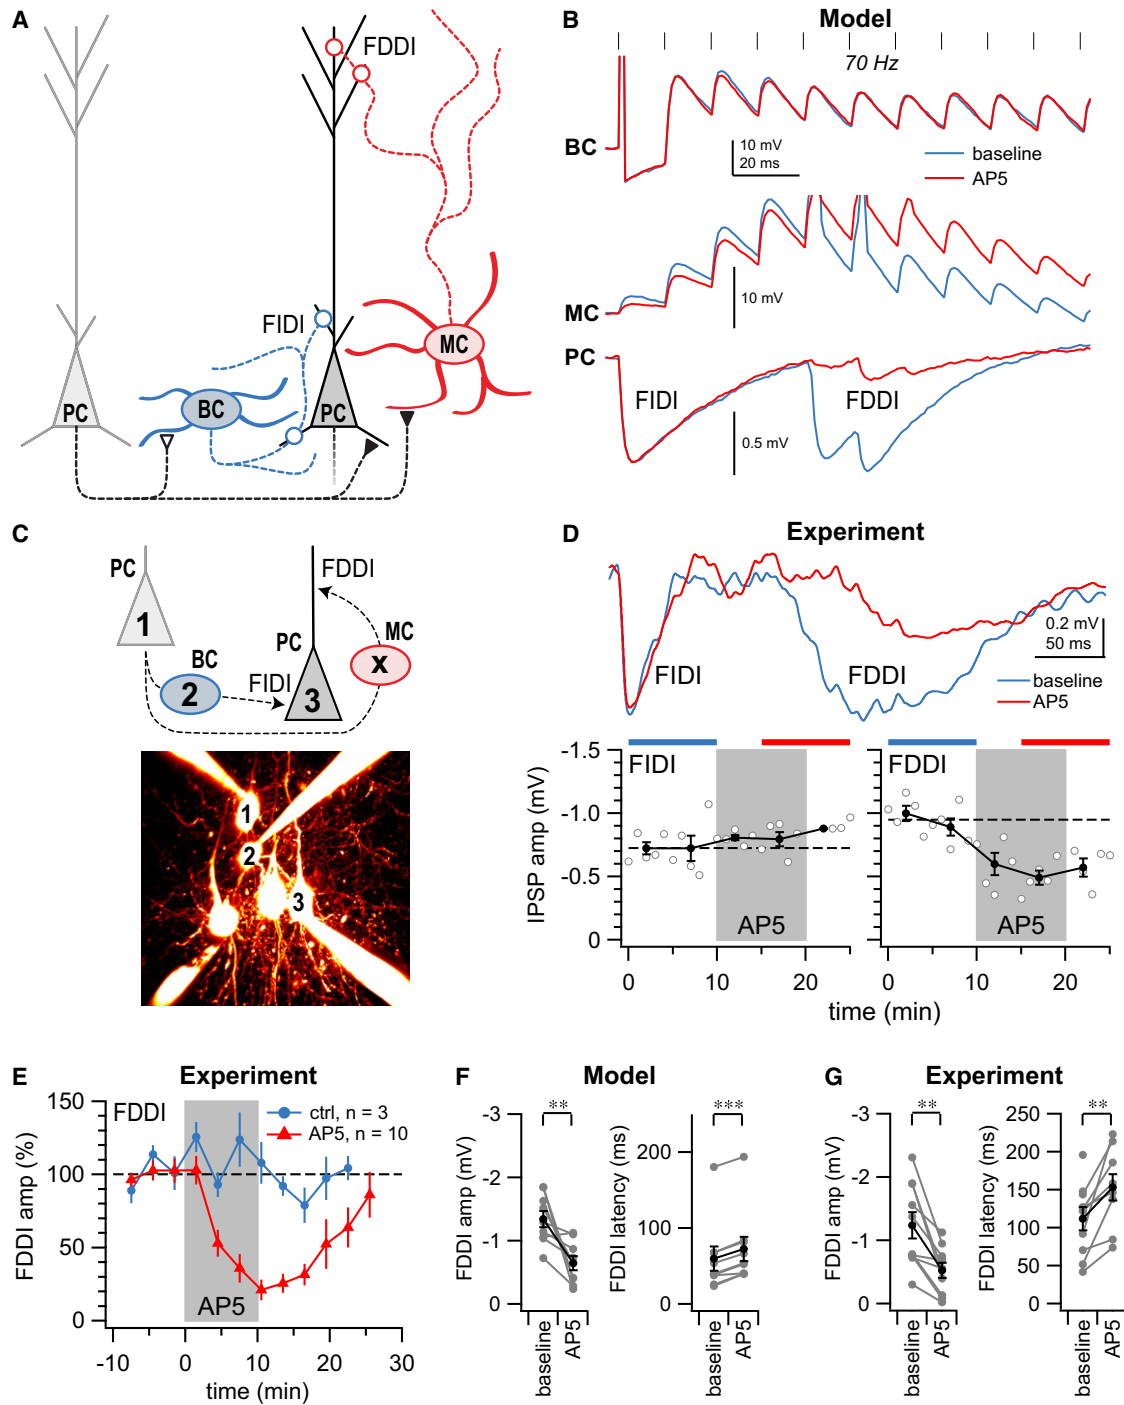 A
FDDI
FIDI
MC
PC
BC
PC
B
Model
70 Hz
BC
10 mV
20 ms
baseline
AP5
MC
10 mV
PC
FIDI
FDDI
0.5 mV
C
PC
FDDI
1
BC
PC
MC
2
FIDI
3
x
1
2
3
D
Experiment
FIDI
FDDI
0.2 mV
50 ms
baseline
AP5
IPSP amp (mV)
-1.5
-1.0
-0.5
0
FIDI
AP5
0 10 20
FDDI
AP5
0 10 20
time (min)
E
Experiment
FDDI amp (%)
150
100
50
0
FDDI
ctrl, n = 3
AP5, n = 10
AP5
-10 0 10 20 30
time (min)
F
Model
FDDI amp (mV)
-3
-2
-1
0
**
baseline
AP5
FDDI latency (ms)
200
100
0
***
baseline
AP5
G
Experiment
FDDI amp (mV)
-3
-2
-1
0
**
baseline
AP5
FDDI latency (ms)
250
200
150
100
50
0
**
baseline
AP5